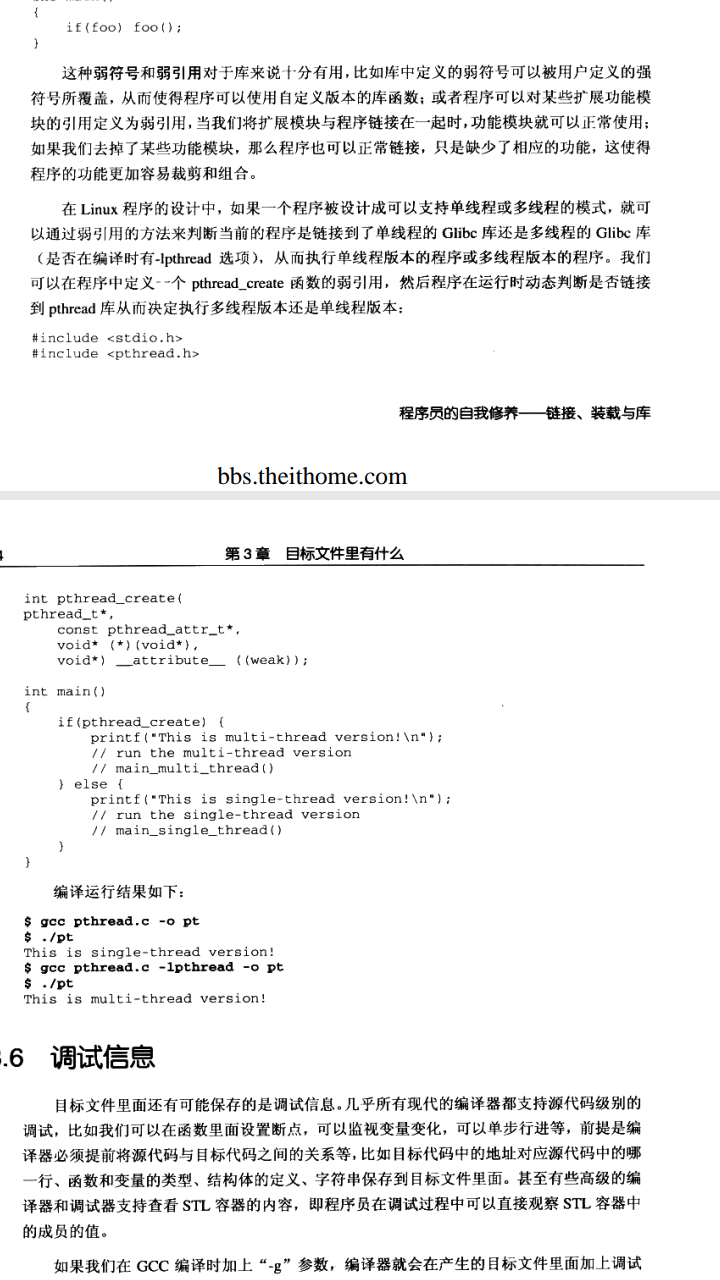 {
    if(foo) foo();
}
这种弱符号和弱引用对于库来说十分有用，比如库中定义的弱符号可以被用户定义的强
符号所覆盖，从而使得程序可以使用自定义版本的库函数；或者程序可以对某些扩展功能模
块的引用定义为弱引用，当我们将扩展模块与程序链接在一起时，功能模块就可以正常使用；
如果我们去掉了某些功能模块，那么程序也可以正常链接，只是缺少了相应的功能，这使得
程序的功能更加容易裁剪和组合。
在 Linux 程序的设计中，如果一个程序被设计成可以支持单线程或多线程的模式，就可
以通过弱引用的方法来判断当前的程序是链接到了单线程的 Glibc 库还是多线程的 Glibc 库
（是否在编译时有-lpthread 选项），从而执行单线程版本的程序或多线程版本的程序。我们
可以在程序中定义一个 pthread_create 函数的弱引用，然后程序在运行时动态判断是否链接
到 pthread 库从而决定执行多线程版本还是单线程版本：
#include <stdio.h>
#include <pthread.h>
程序员的自我修养——链接、装载与库
bbs.theithome.com
第 3 章 目标文件里有什么
int pthread_create(
pthread_t*,
    const pthread_attr_t*,
    void* (*)(void*),
    void*) __attribute__ ((weak));
int main()
{
    if(pthread_create) {
        printf("This is multi-thread version!\n");
        // run the multi-thread version
        // main_multi_thread()
    } else {
        printf("This is single-thread version!\n");
        // run the single-thread version
        // main_single_thread()
    }
}
编译运行结果如下：
$ gcc pthread.c -o pt
$ ./pt
This is single-thread version!
$ gcc pthread.c -lpthread -o pt
$ ./pt
This is multi-thread version!
.6 调试信息
目标文件里面还有可能保存的是调试信息。几乎所有现代的编译器都支持源代码级别的
调试，比如我们可以在函数里面设置断点，可以监视变量变化，可以单步行进等，前提是编
译器必须提前将源代码与目标代码之间的关系等，比如目标代码中的地址对应源代码中的哪
一行、函数和变量的类型、结构体的定义、字符串保存到目标文件里面。甚至有些高级的编
译器和调试器支持查看 STL 容器的内容，即程序员在调试过程中可以直接观察 STL 容器中
的成员的值。
如果我们在 GCC 编译时加上“-g”参数，编译器就会在产生的目标文件里面加上调试